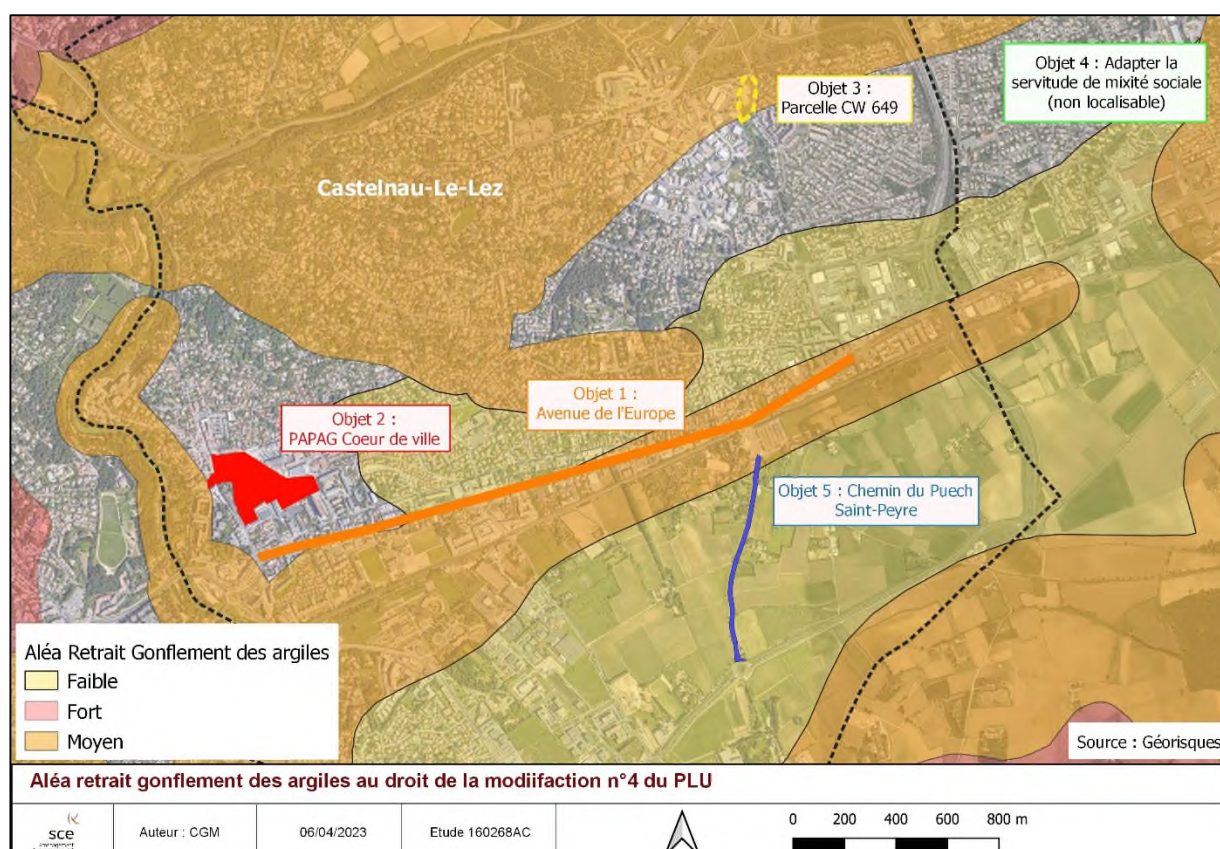 Objet 3 :
Parcelle CW 649
Objet 4 : Adapter la
servitude de mixité sociale
(non localisable)
Castelnau-Le-Lez
Objet 2 :
PAPAG Coeur de ville
Objet 1 :
Avenue de l'Europe
Objet 5 : Chemin du Puech
Saint-Peyre
Aléa Retrait Gonflement des argiles
Faible
Fort
Moyen
Source : Géorisques
Aléa retrait gonflement des argiles au droit de la modiifaction n°4 du PLU
sce
Auteur : CGM
06/04/2023
Etude 160268AC
0 200 400 600 800 m